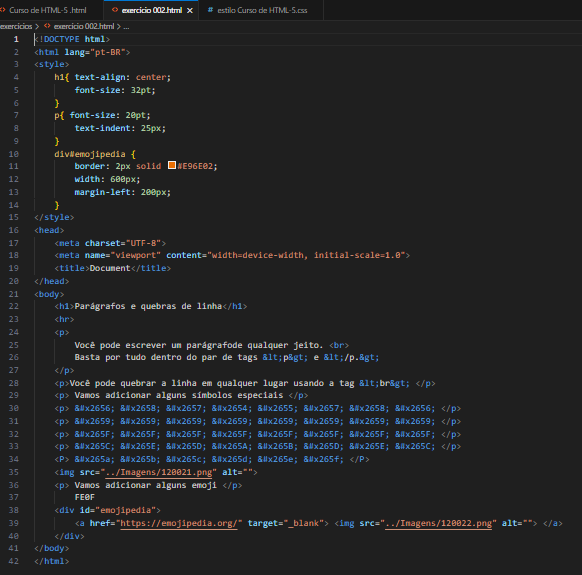 Curso de HTML-5 .html
exercício 002.html ×
estilo Curso de HTML-5.css
exercícios > exercício 002.html > ...
1 <!DOCTYPE html>
2 <html lang="pt-BR">
3 <style>
4 h1{ text-align: center;
5 font-size: 32pt;
6 }
7 p{ font-size: 20pt;
8 text-indent: 25px;
9 }
10 div#emojipedia {
11 border: 2px solid #E96E02;
12 width: 600px;
13 margin-left: 200px;
14 }
15 </style>
16 <head>
17 <meta charset="UTF-8">
18 <meta name="viewport" content="width=device-width, initial-scale=1.0">
19 <title>Document</title>
20 </head>
21 <body>
22 <h1>Parágrafos e quebras de linha</h1>
23 <hr>
24 <p>
25 Você pode escrever um parágrafode qualquer jeito. <br>
26 Basta por tudo dentro do par de tags &lt;p&gt; e &lt;/p.&gt;
27 </p>
28 <p>Você pode quebrar a linha em qualquer lugar usando a tag &lt;br&gt; </p>
29 <p> Vamos adicionar alguns símbolos especiais </p>
30 <p> &#x2656; &#x2658; &#x2657; &#x2654; &#x2655; &#x2657; &#x2658; &#x2656; </p>
31 <p> &#x2659; &#x2659; &#x2659; &#x2659; &#x2659; &#x2659; &#x2659; &#x2659; </p>
32 <p> &#x265F; &#x265F; &#x265F; &#x265F; &#x265F; &#x265F; &#x265F; &#x265F; </p>
33 <p> &#x265C; &#x265E; &#x265D; &#x265A; &#x265B; &#x265D; &#x265E; &#x265C; </p>
34 <P> &#x265a; &#x265b; &#x265c; &#x265d; &#x265e; &#x265f; </P>
35 <img src="../Imagens/120021.png" alt="">
36 <p> Vamos adicionar alguns emoji </p>
37 FE0F
38 <div id="emojipedia">
39 <a href="https://emojipedia.org/" target="_blank"> <img src="../Imagens/120022.png" alt=""> </a>
40 </div>
41 </body>
42 </html>